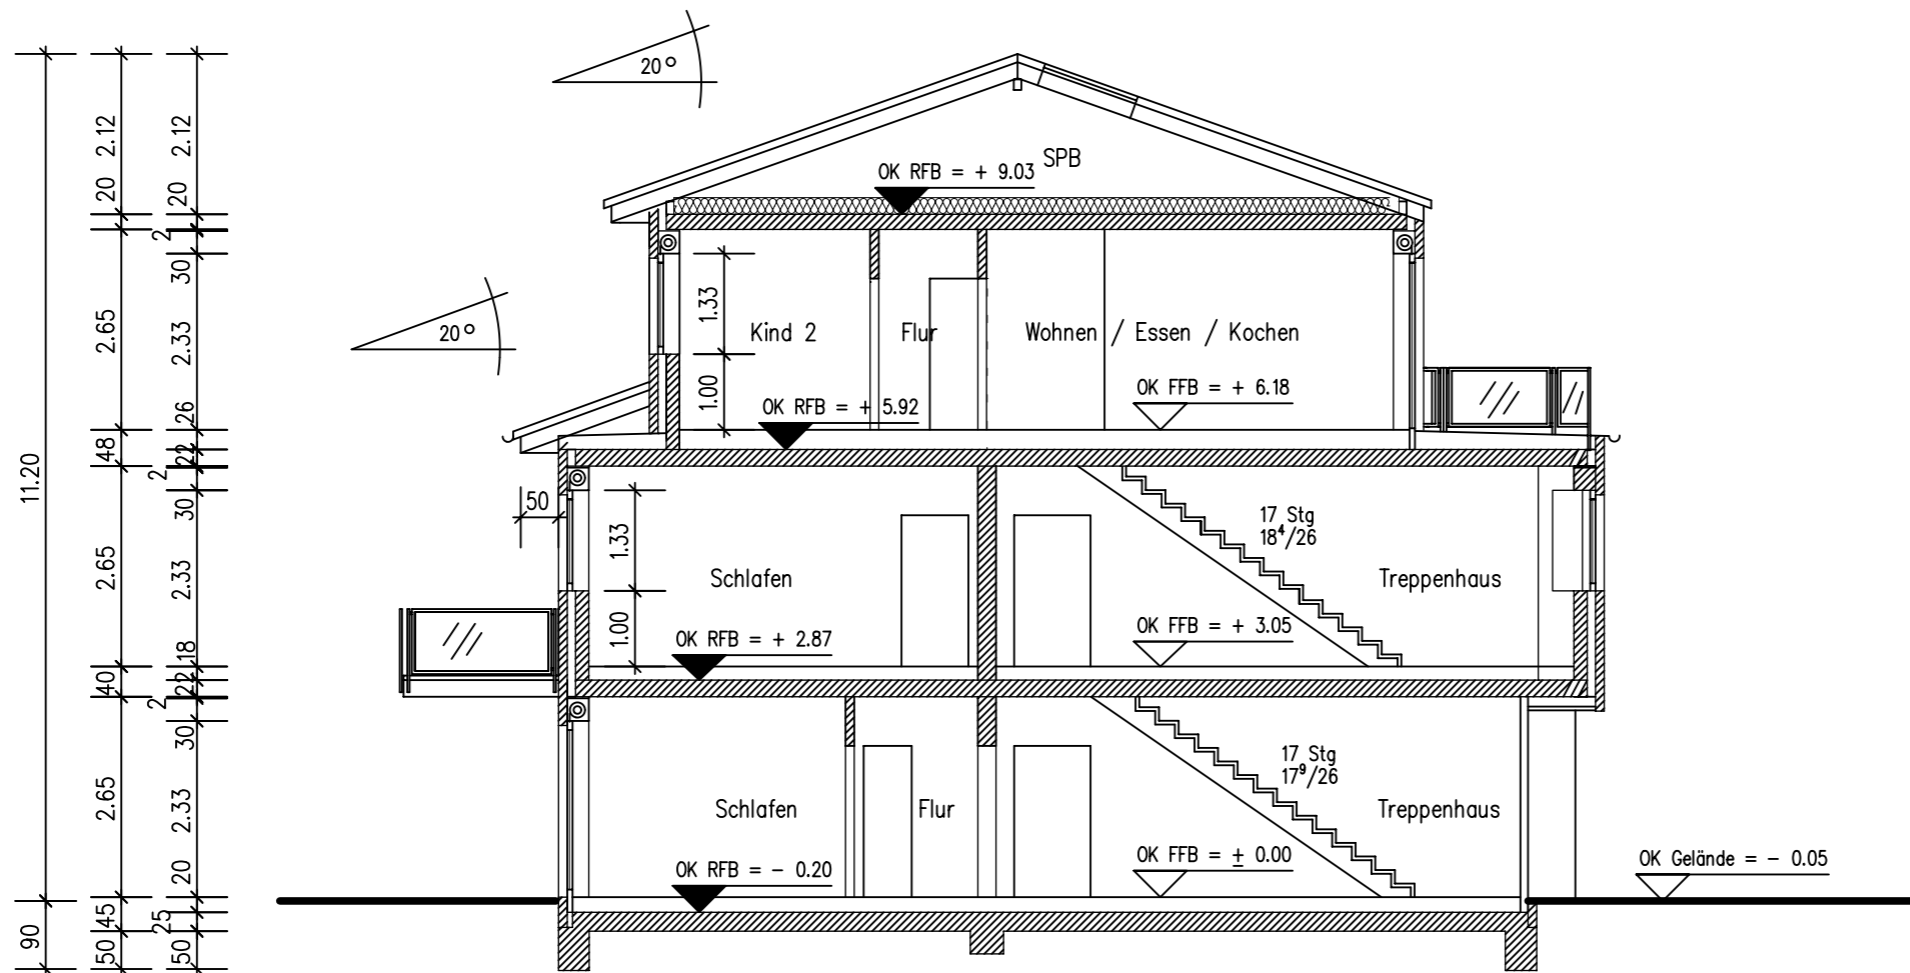 20°
SPB
OK RFB = + 9.03
20°
1.33
Kind 2
Flur
Wohnen / Essen / Kochen
1.00
OK FFB = + 6.18
OK RFB = + 5.92
50
1.33
17 Stg
18⁴/26
Schlafen
Treppenhaus
1.00
OK RFB = + 2.87
OK FFB = + 3.05
17 Stg
17⁹/26
Schlafen
Flur
Treppenhaus
OK RFB = - 0.20
OK FFB = ± 0.00
OK Gelände = - 0.05
11.20
90
2.12
20
2.65
48
2.65
40
2.65
45
50
2.12
20
2
30
2.33
26
22
2
30
2.33
18
22
2
30
2.33
20
25
50